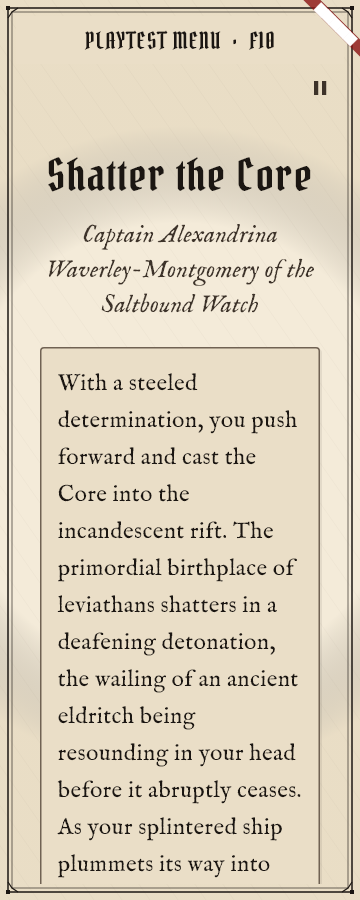 PLAYTEST MENU · F10
Shatter the Core
Captain Alexandrina
Waverley-Montgomery of the
Saltbound Watch
With a steeled
determination, you push
forward and cast the
Core into the
incandescent rift. The
primordial birthplace of
leviathans shatters in a
deafening detonation,
the wailing of an ancient
eldritch being
resounding in your head
before it abruptly ceases.
As your splintered ship
plummets its way into